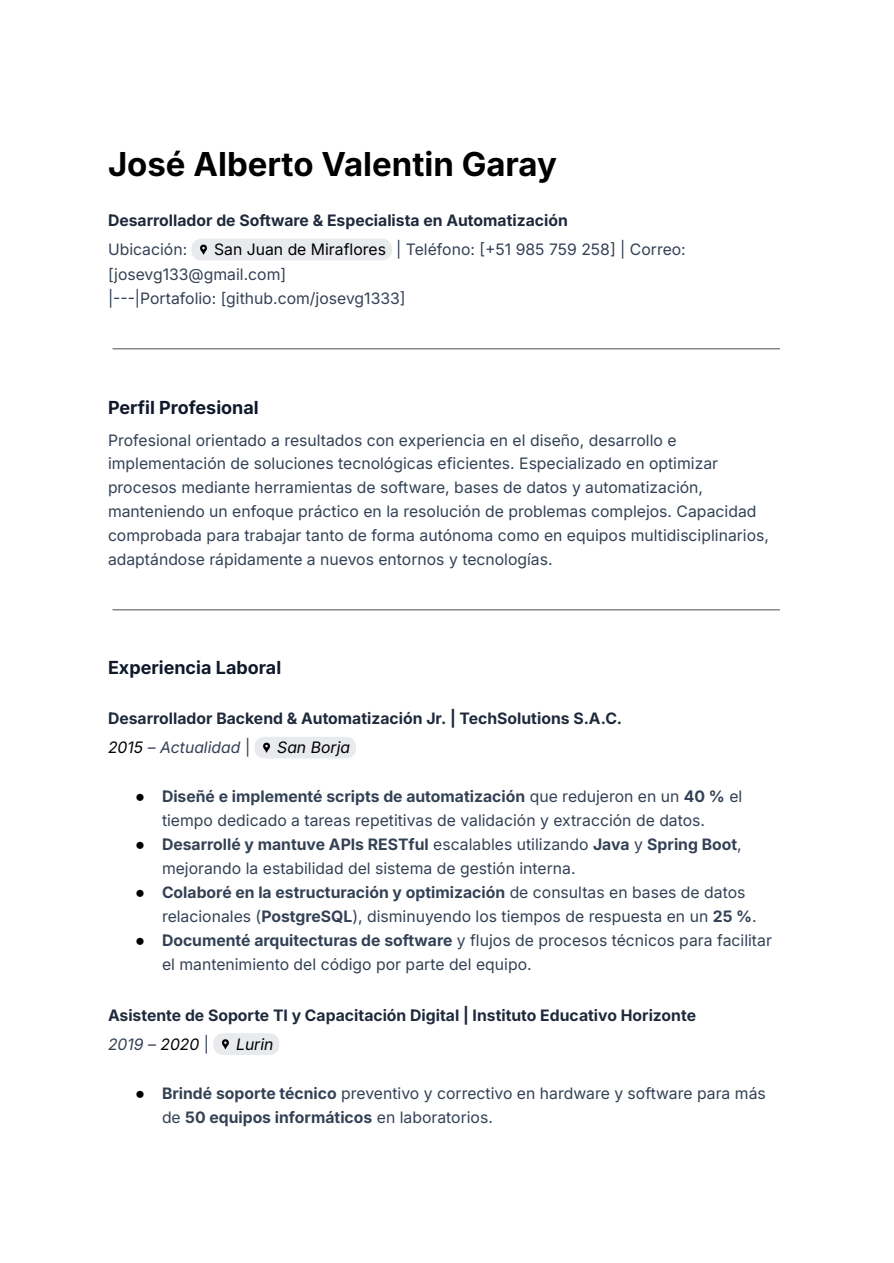 José Alberto Valentin Garay
Desarrollador de Software & Especialista en Automatización
Ubicación: San Juan de Miraflores | Teléfono: [+51 985 759 258] | Correo:
[josevg133@gmail.com]
|---|Portafolio: [github.com/josevg1333]
Perfil Profesional
Profesional orientado a resultados con experiencia en el diseño, desarrollo e
implementación de soluciones tecnológicas eficientes. Especializado en optimizar
procesos mediante herramientas de software, bases de datos y automatización,
manteniendo un enfoque práctico en la resolución de problemas complejos. Capacidad
comprobada para trabajar tanto de forma autónoma como en equipos multidisciplinarios,
adaptándose rápidamente a nuevos entornos y tecnologías.
Experiencia Laboral
Desarrollador Backend & Automatización Jr. | TechSolutions S.A.C.
2015 – Actualidad | San Borja
● Diseñé e implementé scripts de automatización que redujeron en un 40 % el
tiempo dedicado a tareas repetitivas de validación y extracción de datos.
● Desarrollé y mantuve APIs RESTful escalables utilizando Java y Spring Boot,
mejorando la estabilidad del sistema de gestión interna.
● Colaboré en la estructuración y optimización de consultas en bases de datos
relacionales (PostgreSQL), disminuyendo los tiempos de respuesta en un 25 %.
● Documenté arquitecturas de software y flujos de procesos técnicos para facilitar
el mantenimiento del código por parte del equipo.
Asistente de Soporte TI y Capacitación Digital | Instituto Educativo Horizonte
2019 – 2020 | Lurin
● Brindé soporte técnico preventivo y correctivo en hardware y software para más
de 50 equipos informáticos en laboratorios.